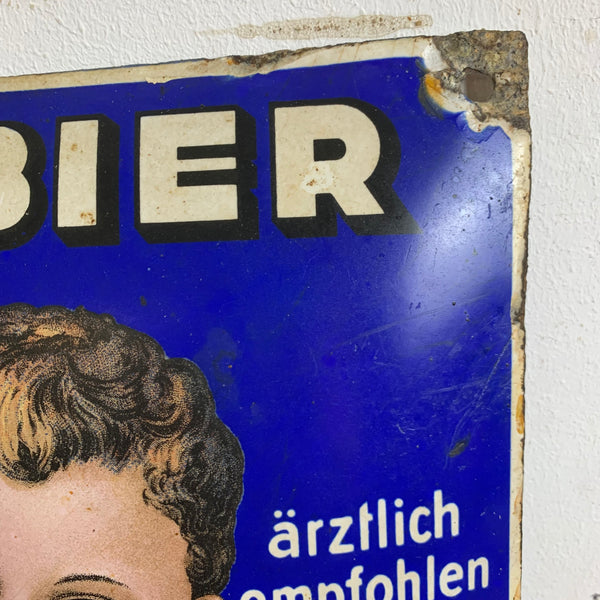 BIER
ärztlich
empfohlen